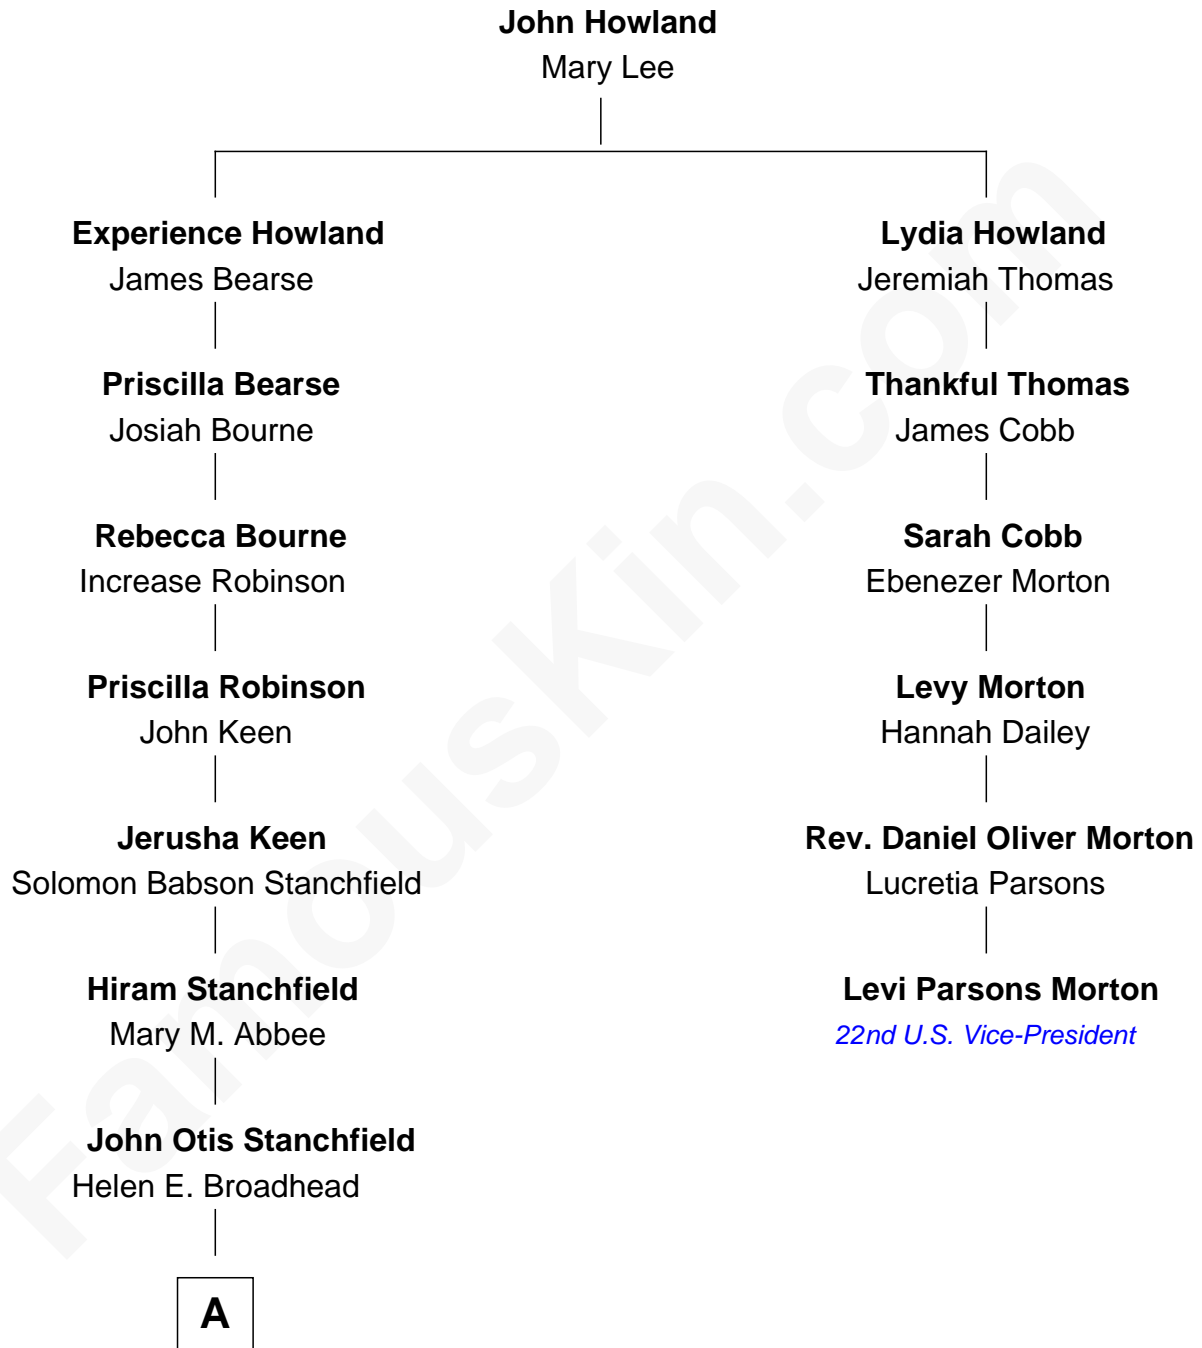 John Howland
Mary Lee
Experience Howland
James Bearse
Lydia Howland
Jeremiah Thomas
Priscilla Bearse
Josiah Bourne
Thankful Thomas
James Cobb
Rebecca Bourne
Increase Robinson
Sarah Cobb
Ebenezer Morton
Priscilla Robinson
John Keen
Levy Morton
Hannah Dailey
Jerusha Keen
Solomon Babson Stanchfield
Rev. Daniel Oliver Morton
Lucretia Parsons
Hiram Stanchfield
Mary M. Abbee
Levi Parsons Morton
22nd U.S. Vice-President
John Otis Stanchfield
Helen E. Broadhead
A
FamousKin.com